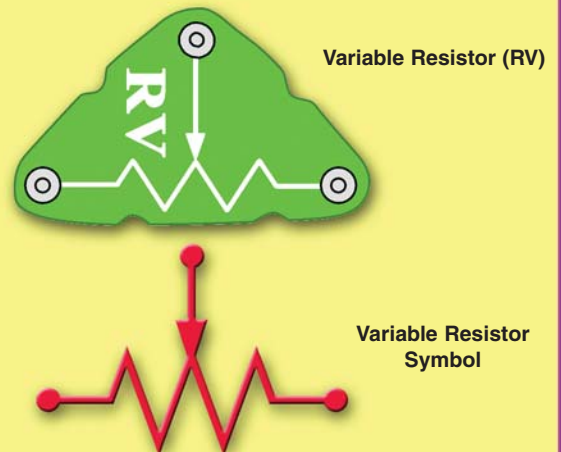 Variable Resistor (RV)
RV
Variable Resistor
Symbol